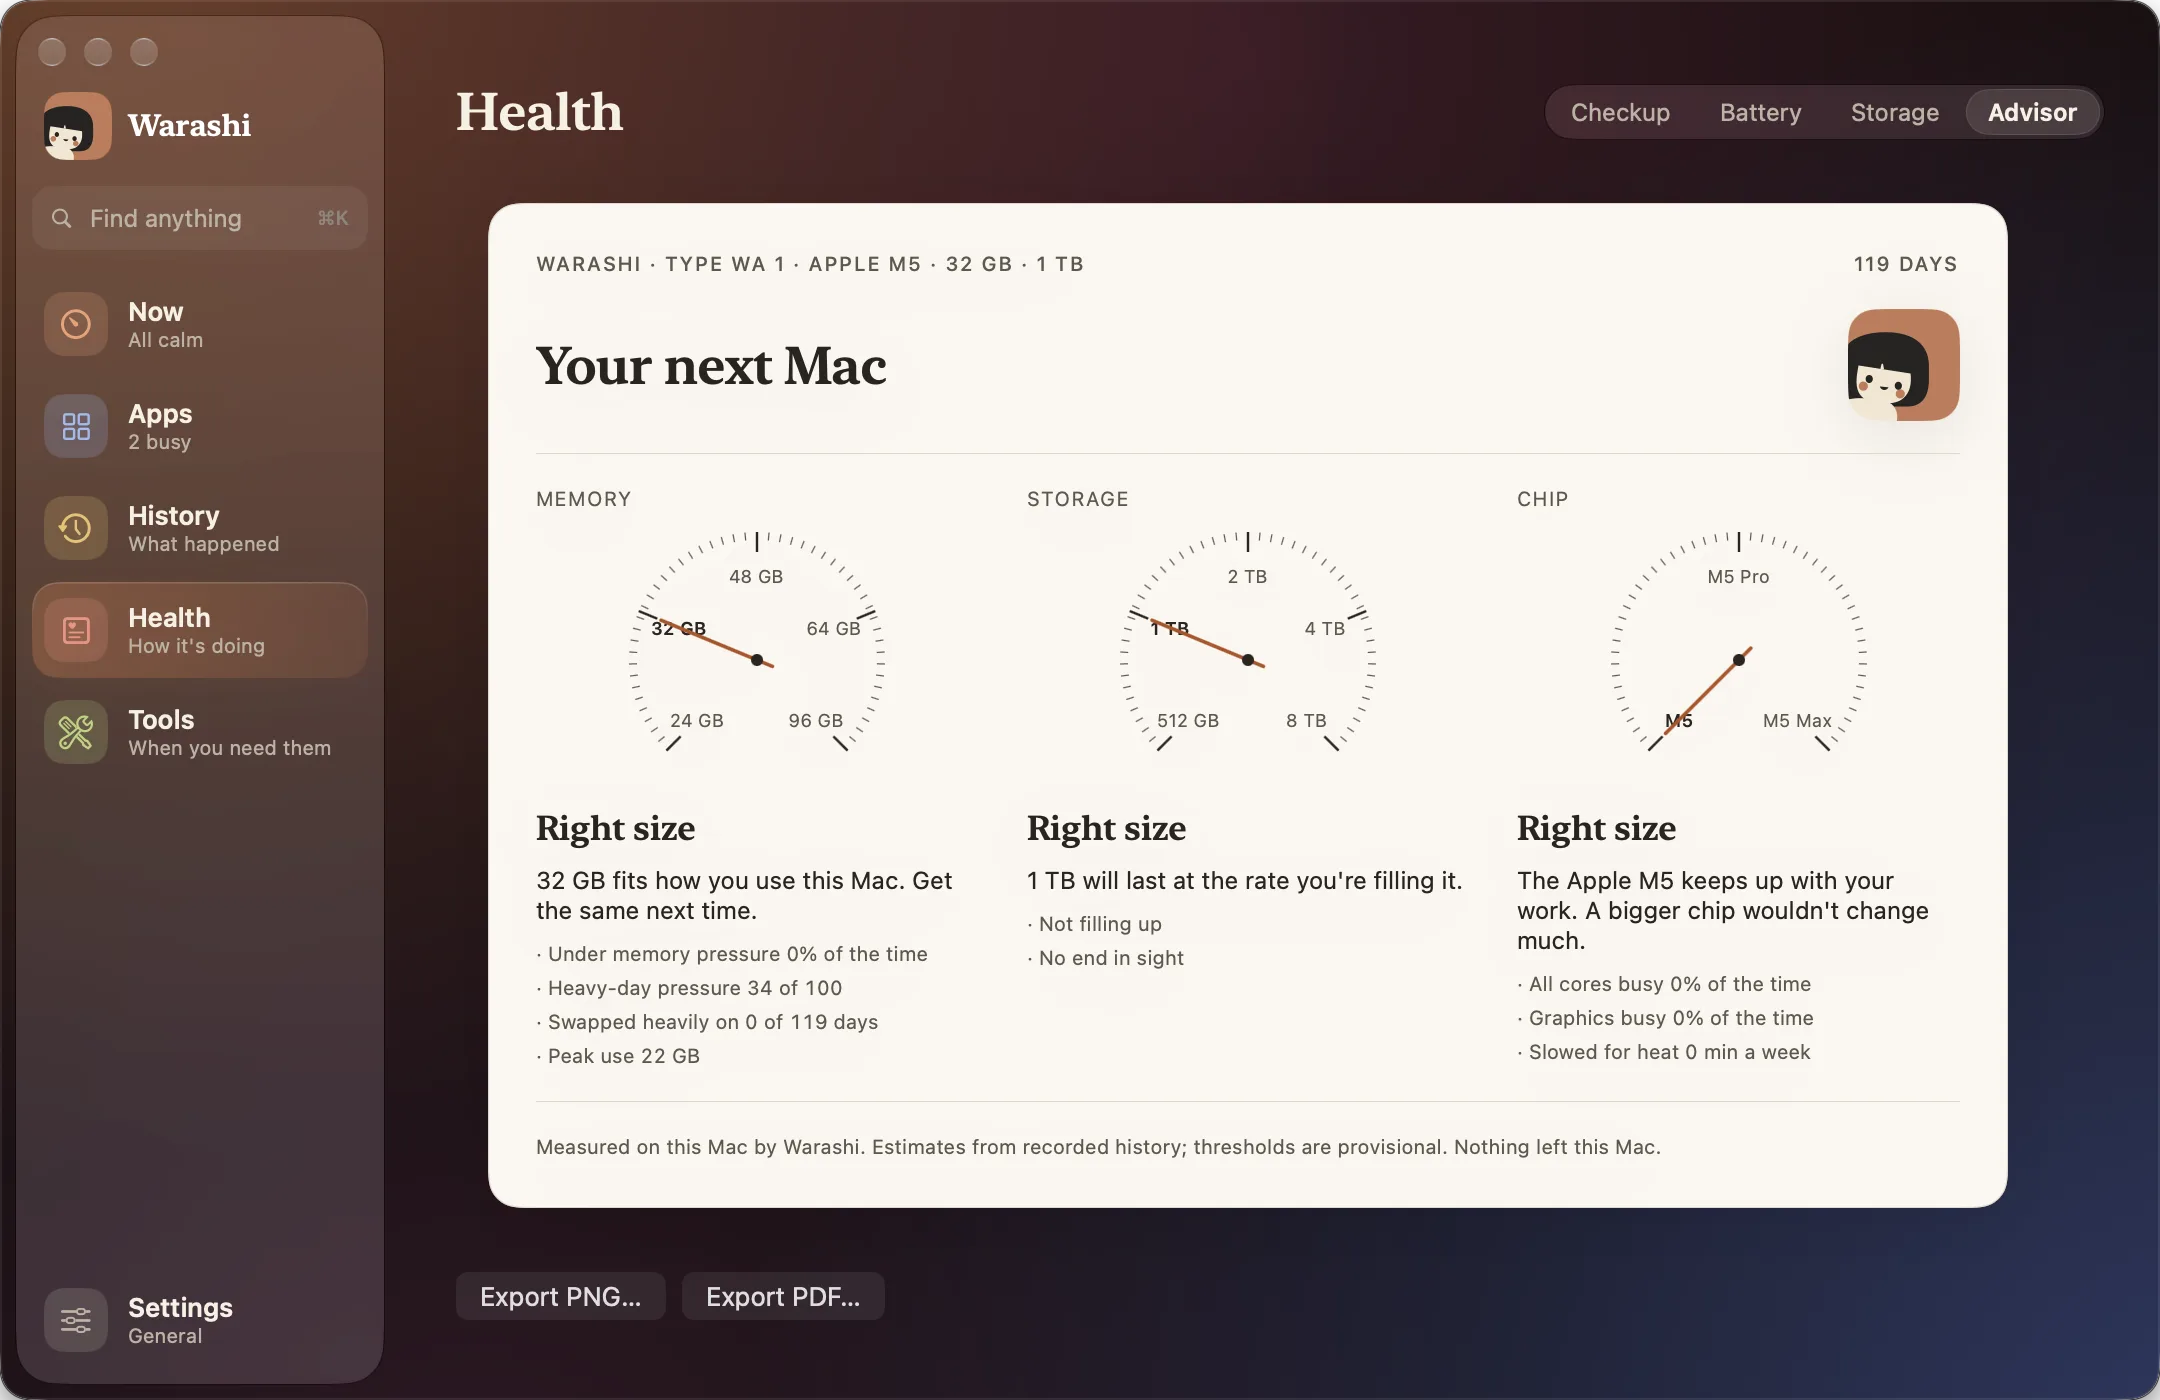 Warashi
Find anything ⌘K
Now
All calm
Apps
2 busy
History
What happened
Health
How it's doing
Tools
When you need them
Settings
General
Health
Checkup Battery Storage Advisor
WARASHI · TYPE WA 1 · APPLE M5 · 32 GB · 1 TB
119 DAYS
Your next Mac
MEMORY
48 GB
32 GB
64 GB
24 GB
96 GB
Right size
32 GB fits how you use this Mac. Get
the same next time.
· Under memory pressure 0% of the time
· Heavy-day pressure 34 of 100
· Swapped heavily on 0 of 119 days
· Peak use 22 GB
STORAGE
2 TB
1 TB
4 TB
512 GB
8 TB
Right size
1 TB will last at the rate you're filling it.
· Not filling up
· No end in sight
CHIP
M5 Pro
M5
M5 Max
Right size
The Apple M5 keeps up with your
work. A bigger chip wouldn't change
much.
· All cores busy 0% of the time
· Graphics busy 0% of the time
· Slowed for heat 0 min a week
Measured on this Mac by Warashi. Estimates from recorded history; thresholds are provisional. Nothing left this Mac.
Export PNG...
Export PDF...